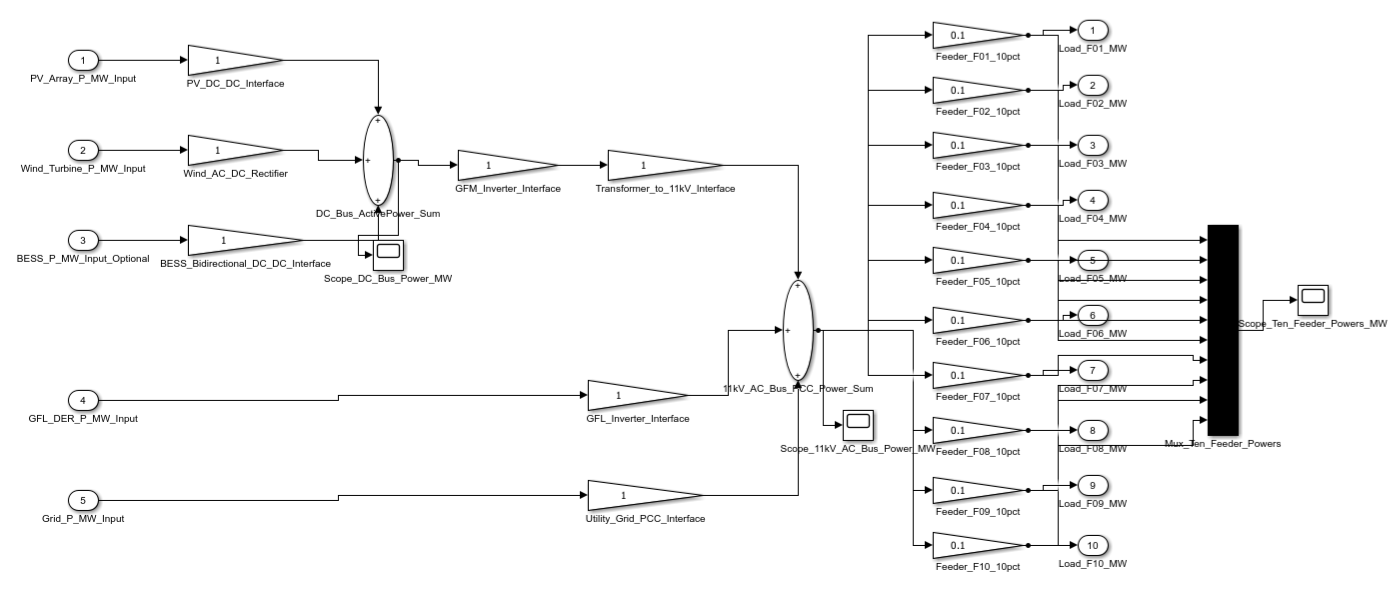 1
PV_Array_P_MW_Input
1
PV_DC_DC_Interface
2
Wind_Turbine_P_MW_Input
1
Wind_AC_DC_Rectifier
3
BESS_P_MW_Input_Optional
1
BESS_Bidirectional_DC_DC_Interface
+
+
+
DC_Bus_ActivePower_Sum
Scope_DC_Bus_Power_MW
1
GFM_Inverter_Interface
1
Transformer_to_11kV_Interface
4
GFL_DER_P_MW_Input
1
GFL_Inverter_Interface
5
Grid_P_MW_Input
1
Utility_Grid_PCC_Interface
+
+
+
11kV_AC_Bus_PCC_Power_Sum
Scope_11kV_AC_Bus_Power_MW
0.1
Feeder_F01_10pct
1
Load_F01_MW
0.1
Feeder_F02_10pct
2
Load_F02_MW
0.1
Feeder_F03_10pct
3
Load_F03_MW
0.1
Feeder_F04_10pct
4
Load_F04_MW
0.1
Feeder_F05_10pct
5
Load_F05_MW
0.1
Feeder_F06_10pct
6
Load_F06_MW
0.1
Feeder_F07_10pct
7
Load_F07_MW
0.1
Feeder_F08_10pct
8
Load_F08_MW
0.1
Feeder_F09_10pct
9
Load_F09_MW
0.1
Feeder_F10_10pct
10
Load_F10_MW
Mux_Ten_Feeder_Powers
Scope_Ten_Feeder_Powers_MW